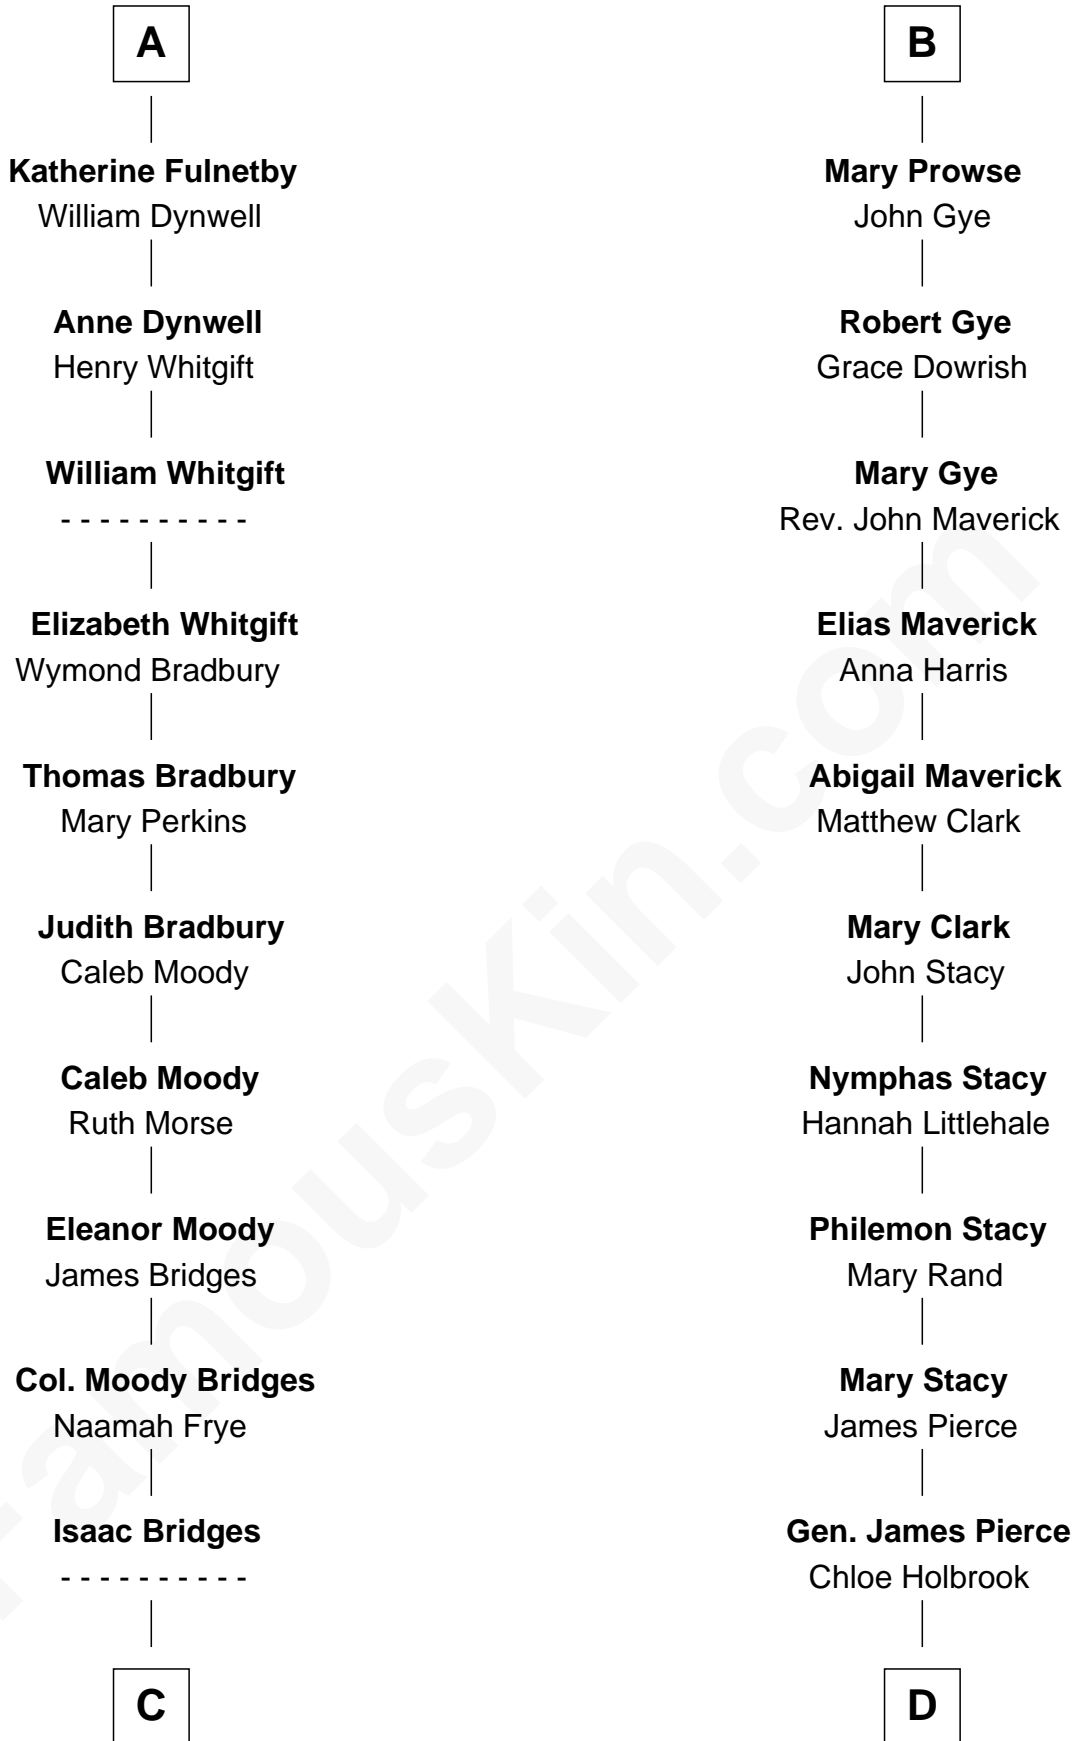 A
Katherine Fulnetby
William Dynwell
Anne Dynwell
Henry Whitgift
William Whitgift
- - - - - - - - - -
Elizabeth Whitgift
Wymond Bradbury
Thomas Bradbury
Mary Perkins
Judith Bradbury
Caleb Moody
Caleb Moody
Ruth Morse
Eleanor Moody
James Bridges
Col. Moody Bridges
Naamah Frye
Isaac Bridges
- - - - - - - - - -
C
B
Mary Prowse
John Gye
Robert Gye
Grace Dowrish
Mary Gye
Rev. John Maverick
Elias Maverick
Anna Harris
Abigail Maverick
Matthew Clark
Mary Clark
John Stacy
Nymphas Stacy
Hannah Littlehale
Philemon Stacy
Mary Rand
Mary Stacy
James Pierce
Gen. James Pierce
Chloe Holbrook
D
FamousKin.com